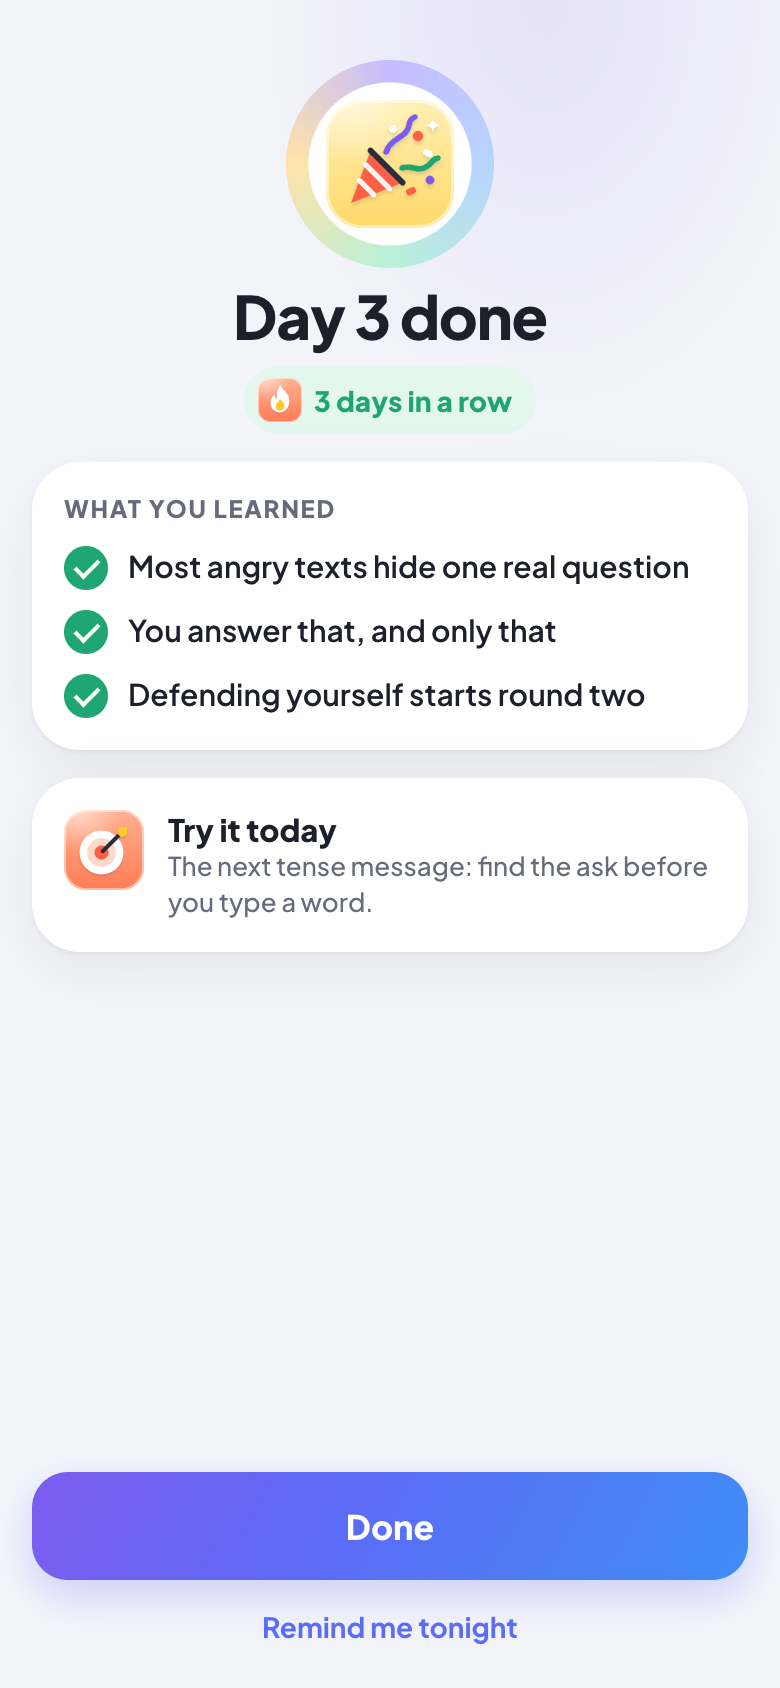 Day 3 done
3 days in a row
WHAT YOU LEARNED
Most angry texts hide one real question
You answer that, and only that
Defending yourself starts round two
Try it today
The next tense message: find the ask before
you type a word.
Done
Remind me tonight